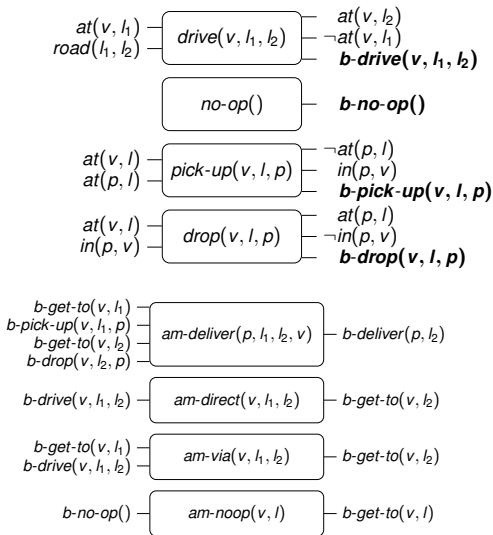 at(v, l₁) drive(v, l₁, l₂) at(v, l₂)
road(l₁, l₂) ¬at(v, l₁)
b-drive(v, l₁, l₂)
no-op() b-no-op()
at(v, l) pick-up(v, l, p) ¬at(p, l)
at(p, l) in(p, v)
b-pick-up(v, l, p)
at(v, l) drop(v, l, p) at(p, l)
in(p, v) ¬in(p, v)
b-drop(v, l, p)
b-get-to(v, l₁)
b-pick-up(v, l₁, p)
b-get-to(v, l₂)
b-drop(v, l₂, p)
am-deliver(p, l₁, l₂, v) b-deliver(p, l₂)
b-drive(v, l₁, l₂) am-direct(v, l₁, l₂) b-get-to(v, l₂)
b-get-to(v, l₁)
b-drive(v, l₁, l₂)
am-via(v, l₁, l₂) b-get-to(v, l₂)
b-no-op() am-noop(v, l) b-get-to(v, l)